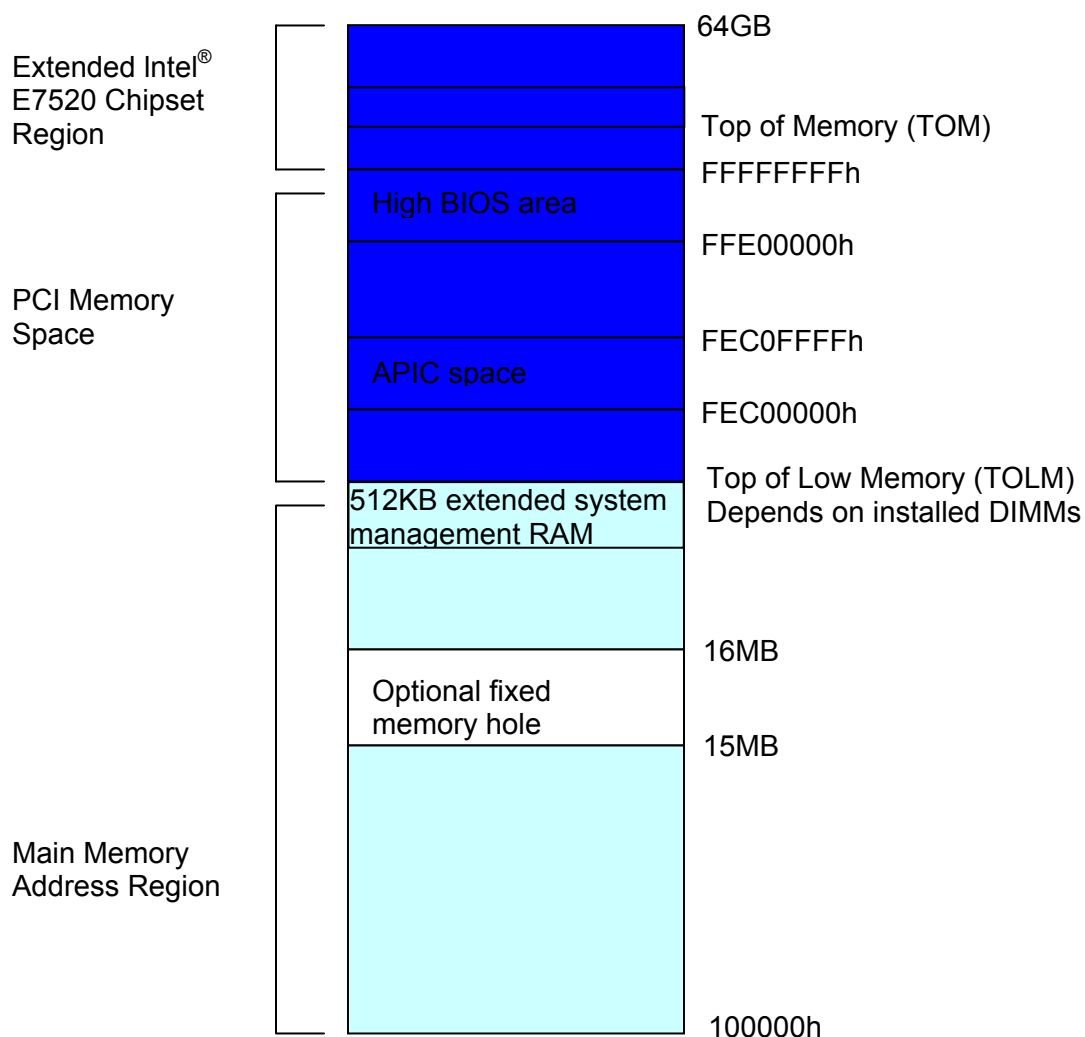 64GB
Extended Intel®
E7520 Chipset
Region
Top of Memory (TOM)
FFFFFFFFh
High BIOS area
FFE00000h
PCI Memory
Space
FEC0FFFFh
APIC space
FEC00000h
Top of Low Memory (TOLM)
Depends on installed DIMMs
512KB extended system
management RAM
16MB
Optional fixed
memory hole
15MB
Main Memory
Address Region
100000h